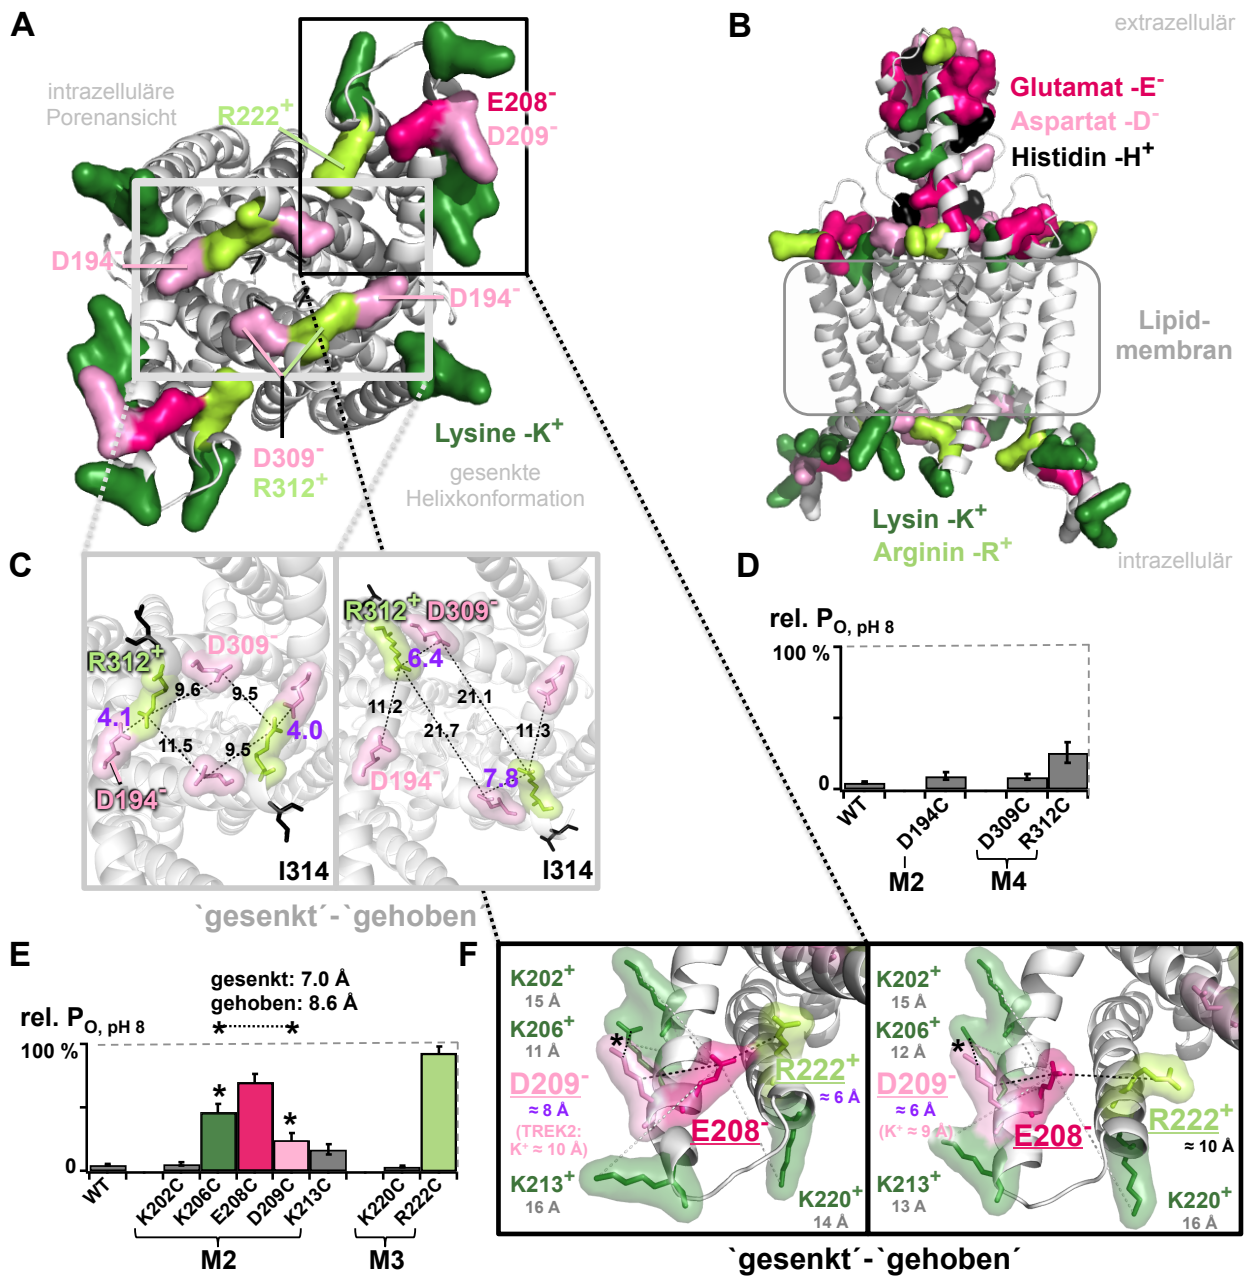 A
intrazelluläre
Porenansicht
R222+
E208-
D209-
D194-
D194-
D309-
R312+
Lysine -K+
gesenkte
Helixkonformation
B
extrazellulär
Glutamat -E-
Aspartat -D-
Histidin -H+
Lipid-
membran
Lysin -K+
Arginin -R+
intrazellulär
C
R312+
D309-
9.6
9.5
4.1
4.0
11.5
9.5
D194-
I314
R312+ D309-
6.4
11.2
21.1
21.7
11.3
D194-
7.8
I314
`gesenkt´-`gehoben´
D
rel. PO, pH 8
100 %
0
WT
D194C
D309C
R312C
M2
M4
E
gesenkt: 7.0 Å
gehoben: 8.6 Å
rel. PO, pH 8
* *
100 %
*
*
0
WT
K202C
K206C
E208C
D209C
K213C
K220C
R222C
M2
M3
F
K202+
15 Å
K206+
11 Å
*
D209-
≈ 8 Å
(TREK2:
K+ ≈ 10 Å)
R222+
≈ 6 Å
E208-
K213+
16 A
K220+
14 Å
K202+
15 Å
K206+
12 Å
*
D209-
≈ 6 Å
(K+ ≈ 9 Å)
E208-
R222+
≈ 10 Å
K213+
13 Å
K220+
16 Å
`gesenkt´-`gehoben´